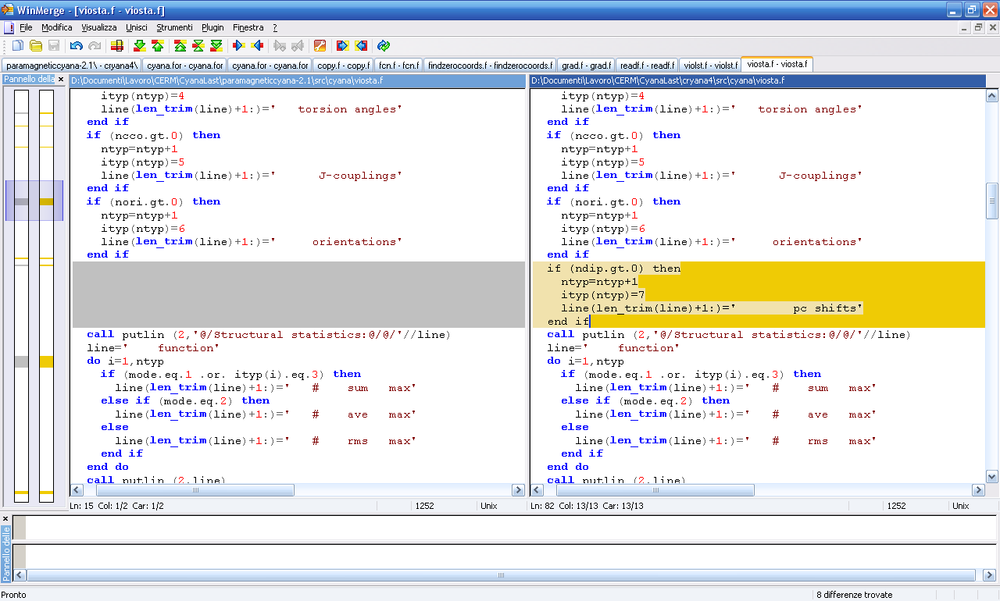 WinMerge - [viosta.f - viosta.f]
File Modifica Visualizza Unisci Strumenti Plugin Finestra ?
paramagneticcyana-2.1\ - cryana4\ cyana.for - cyana.for cyana.for - cyana.for copy.f - copy.f fcn.f - fcn.f findzerocoords.f - findzerocoords.f grad.f - grad.f readf.f - readf.f violst.f - violst.f viosta.f - viosta.f
Pannello della
D:\Documenti\Lavoro\CERM\CyanaLast\paramagneticcyana-2.1\src\cyana\viosta.f
ityp(ntyp)=4
line(len_trim(line)+1:)='   torsion angles'
end if
if (ncco.gt.0) then
ntyp=ntyp+1
ityp(ntyp)=5
line(len_trim(line)+1:)='      J-couplings'
end if
if (nori.gt.0) then
ntyp=ntyp+1
ityp(ntyp)=6
line(len_trim(line)+1:)='     orientations'
end if
call putlin (2,'@/Structural statistics:@/@/'//line)
line='    function'
do i=1,ntyp
if (mode.eq.1 .or. ityp(i).eq.3) then
line(len_trim(line)+1:)='   #    sum   max'
else if (mode.eq.2) then
line(len_trim(line)+1:)='   #    ave   max'
else
line(len_trim(line)+1:)='   #    rms   max'
end if
end do
call putlin (2,line)
Ln: 15 Col: 1/2 Car: 1/2 1252 Unix
D:\Documenti\Lavoro\CERM\CyanaLast\cryana4\src\cyana\viosta.f
ityp(ntyp)=4
line(len_trim(line)+1:)='   torsion angles'
end if
if (ncco.gt.0) then
ntyp=ntyp+1
ityp(ntyp)=5
line(len_trim(line)+1:)='      J-couplings'
end if
if (nori.gt.0) then
ntyp=ntyp+1
ityp(ntyp)=6
line(len_trim(line)+1:)='     orientations'
end if
if (ndip.gt.0) then
ntyp=ntyp+1
ityp(ntyp)=7
line(len_trim(line)+1:)='        pc shifts'
end if
call putlin (2,'@/Structural statistics:@/@/'//line)
line='    function'
do i=1,ntyp
if (mode.eq.1 .or. ityp(i).eq.3) then
line(len_trim(line)+1:)='   #    sum   max'
else if (mode.eq.2) then
line(len_trim(line)+1:)='   #    ave   max'
else
line(len_trim(line)+1:)='   #    rms   max'
end if
end do
call putlin (2,line)
Ln: 82 Col: 13/13 Car: 13/13 1252 Unix
Pannello delle
Pronto
8 differenze trovate